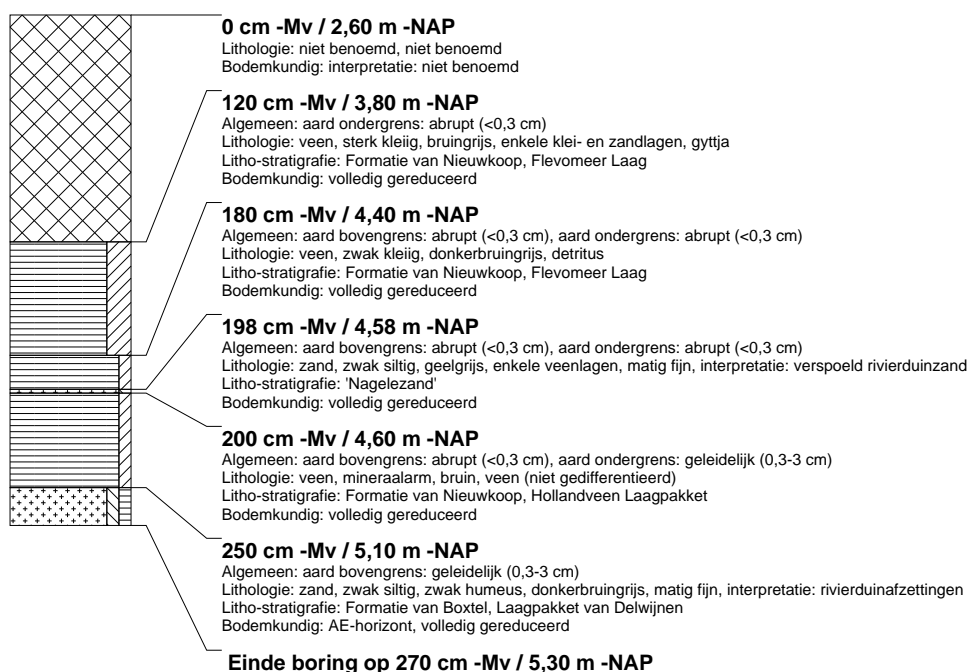 0 cm -Mv / 2,60 m -NAP
Lithologie: niet benoemd, niet benoemd
Bodemkundig: interpretatie: niet benoemd
120 cm -Mv / 3,80 m -NAP
Algemeen: aard ondergrens: abrupt (<0,3 cm)
Lithologie: veen, sterk kleiig, bruingrijs, enkele klei- en zandlagen, gyttja
Litho-stratigrafie: Formatie van Nieuwkoop, Flevomeer Laag
Bodemkundig: volledig gereduceerd
180 cm -Mv / 4,40 m -NAP
Algemeen: aard bovengrens: abrupt (<0,3 cm), aard ondergrens: abrupt (<0,3 cm)
Lithologie: veen, zwak kleiig, donkerbruingrijs, detritus
Litho-stratigrafie: Formatie van Nieuwkoop, Flevomeer Laag
Bodemkundig: volledig gereduceerd
198 cm -Mv / 4,58 m -NAP
Algemeen: aard bovengrens: abrupt (<0,3 cm), aard ondergrens: abrupt (<0,3 cm)
Lithologie: zand, zwak siltig, geelgrijs, enkele veenlagen, matig fijn, interpretatie: verspoeld rivierduinzand
Litho-stratigrafie: 'Nagelezand'
Bodemkundig: volledig gereduceerd
200 cm -Mv / 4,60 m -NAP
Algemeen: aard bovengrens: abrupt (<0,3 cm), aard ondergrens: geleidelijk (0,3-3 cm)
Lithologie: veen, mineraalarm, bruin, veen (niet gedifferentieerd)
Litho-stratigrafie: Formatie van Nieuwkoop, Hollandveen Laagpakket
Bodemkundig: volledig gereduceerd
250 cm -Mv / 5,10 m -NAP
Algemeen: aard bovengrens: geleidelijk (0,3-3 cm)
Lithologie: zand, zwak siltig, zwak humeus, donkerbruingrijs, matig fijn, interpretatie: rivierduinafzettingen
Litho-stratigrafie: Formatie van Boxtel, Laagpakket van Delwijnen
Bodemkundig: AE-horizont, volledig gereduceerd
Einde boring op 270 cm -Mv / 5,30 m -NAP